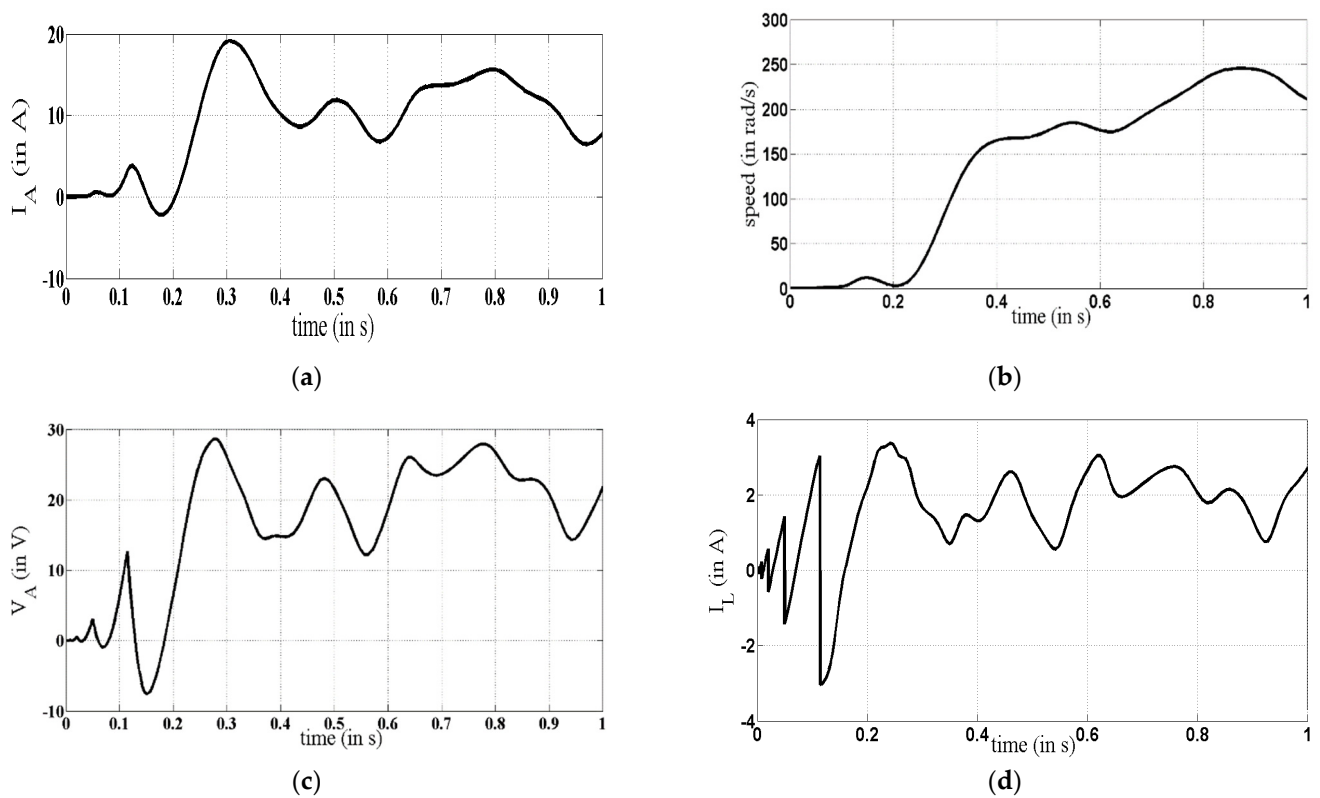 20
10
0
-10
I_A (in A)
0 0.1 0.2 0.3 0.4 0.5 0.6 0.7 0.8 0.9 1
time (in s)
(a)
300
250
200
150
100
50
0
speed (in rad/s)
0 0.2 0.4 0.6 0.8 1
time (in s)
(b)
30
20
10
0
-10
V_A (in V)
0 0.1 0.2 0.3 0.4 0.5 0.6 0.7 0.8 0.9 1
time (in s)
(c)
4
2
0
-2
-4
I_L (in A)
0 0.2 0.4 0.6 0.8 1
time (in s)
(d)